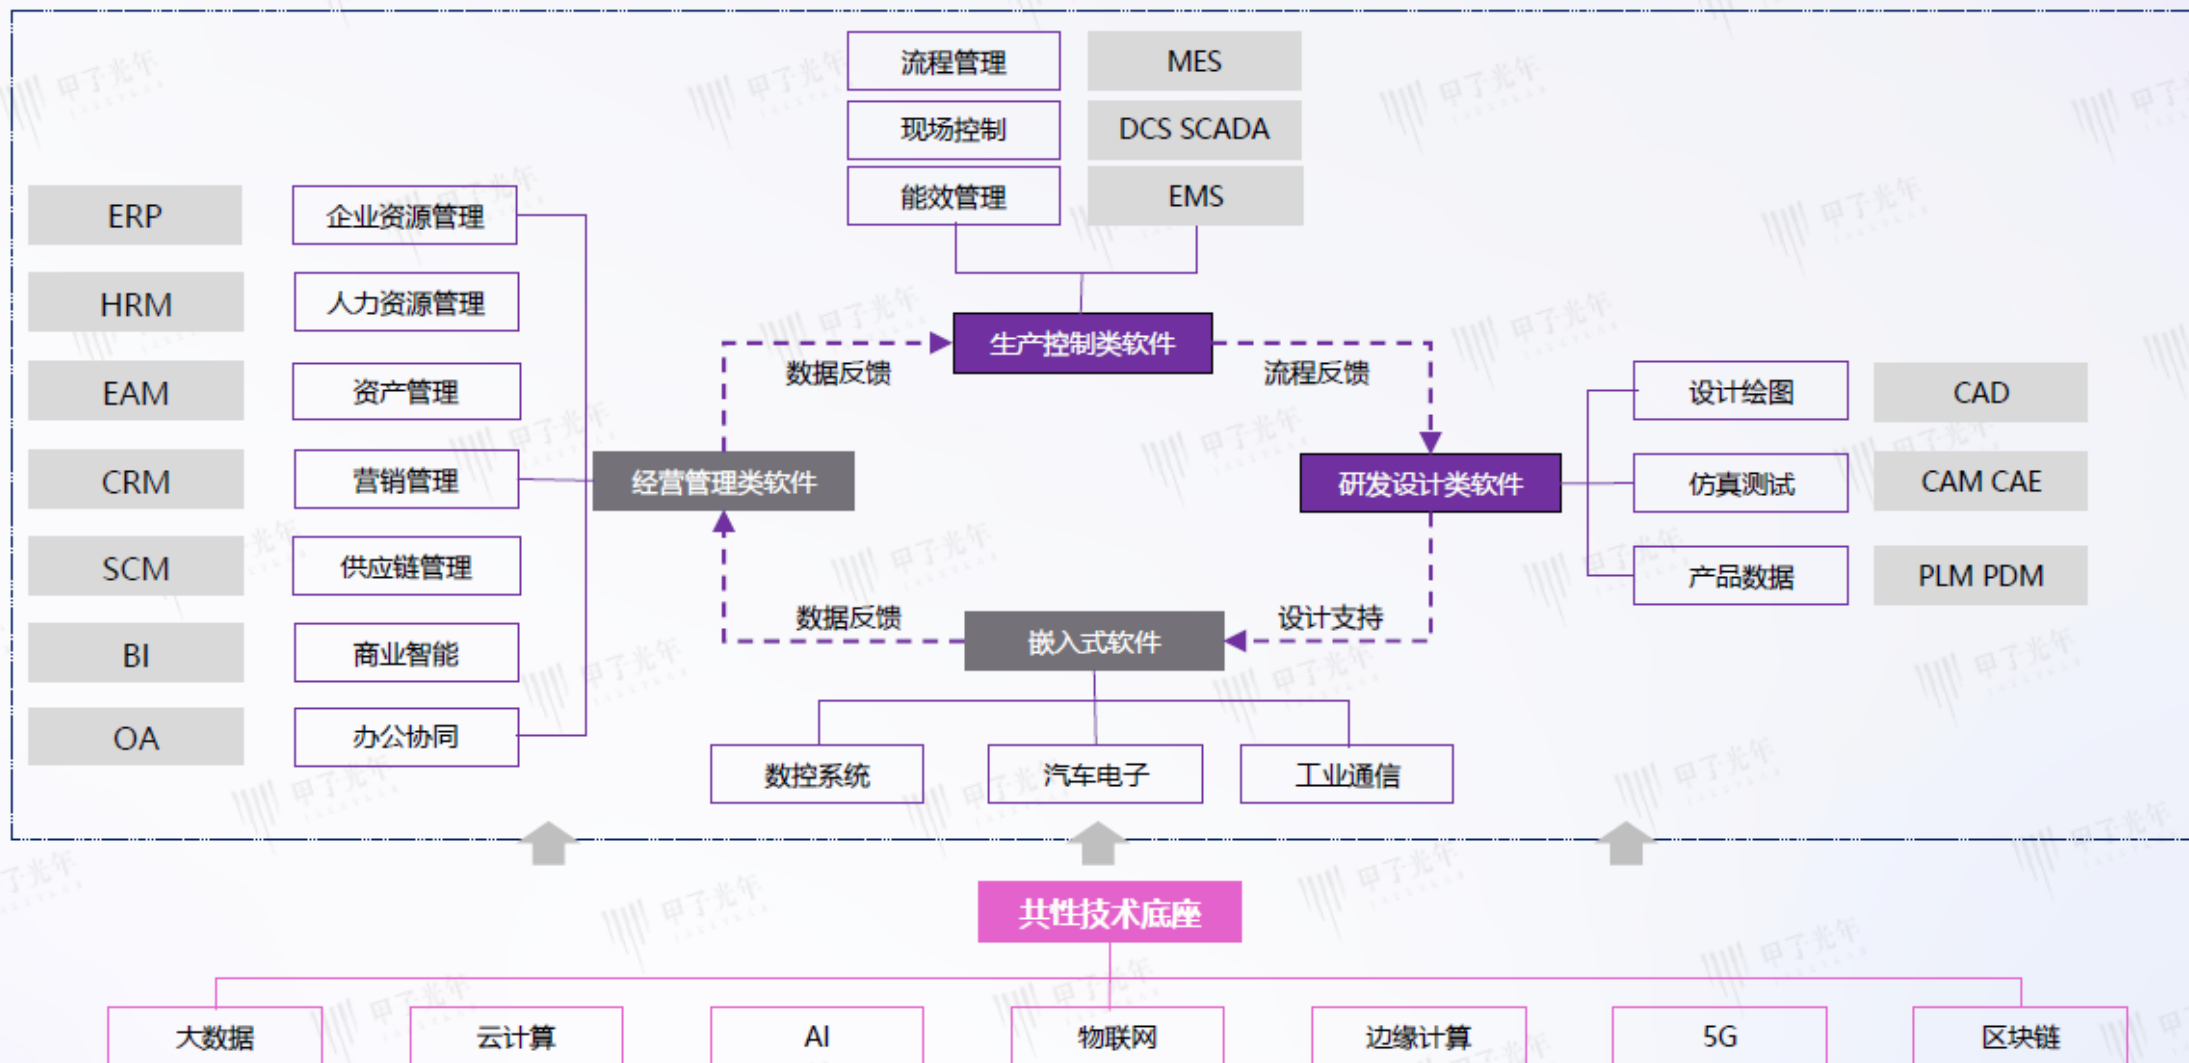 流程管理 MES
现场控制 DCS SCADA
能效管理 EMS
ERP 企业资源管理
HRM 人力资源管理
EAM 资产管理
CRM 营销管理
SCM 供应链管理
BI 商业智能
OA 办公协同
生产控制类软件
数据反馈
流程反馈
经营管理类软件
研发设计类软件
设计绘图 CAD
仿真测试 CAM CAE
产品数据 PLM PDM
数据反馈
设计支持
嵌入式软件
数控系统
汽车电子
工业通信
共性技术底座
大数据
云计算
AI
物联网
边缘计算
5G
区块链
甲子光年